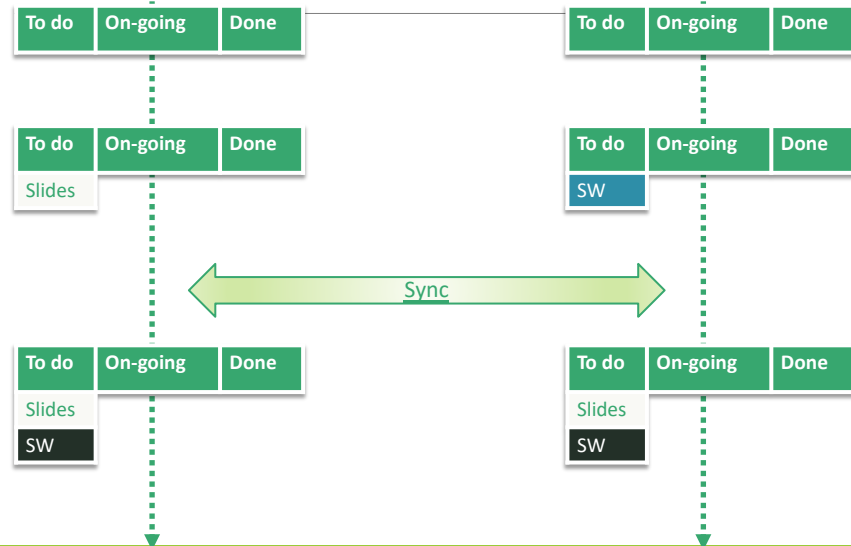 To do On-going Done To do On-going Done
To do On-going Done To do On-going Done
Slides SW
Sync
To do On-going Done To do On-going Done
Slides Slides
SW SW